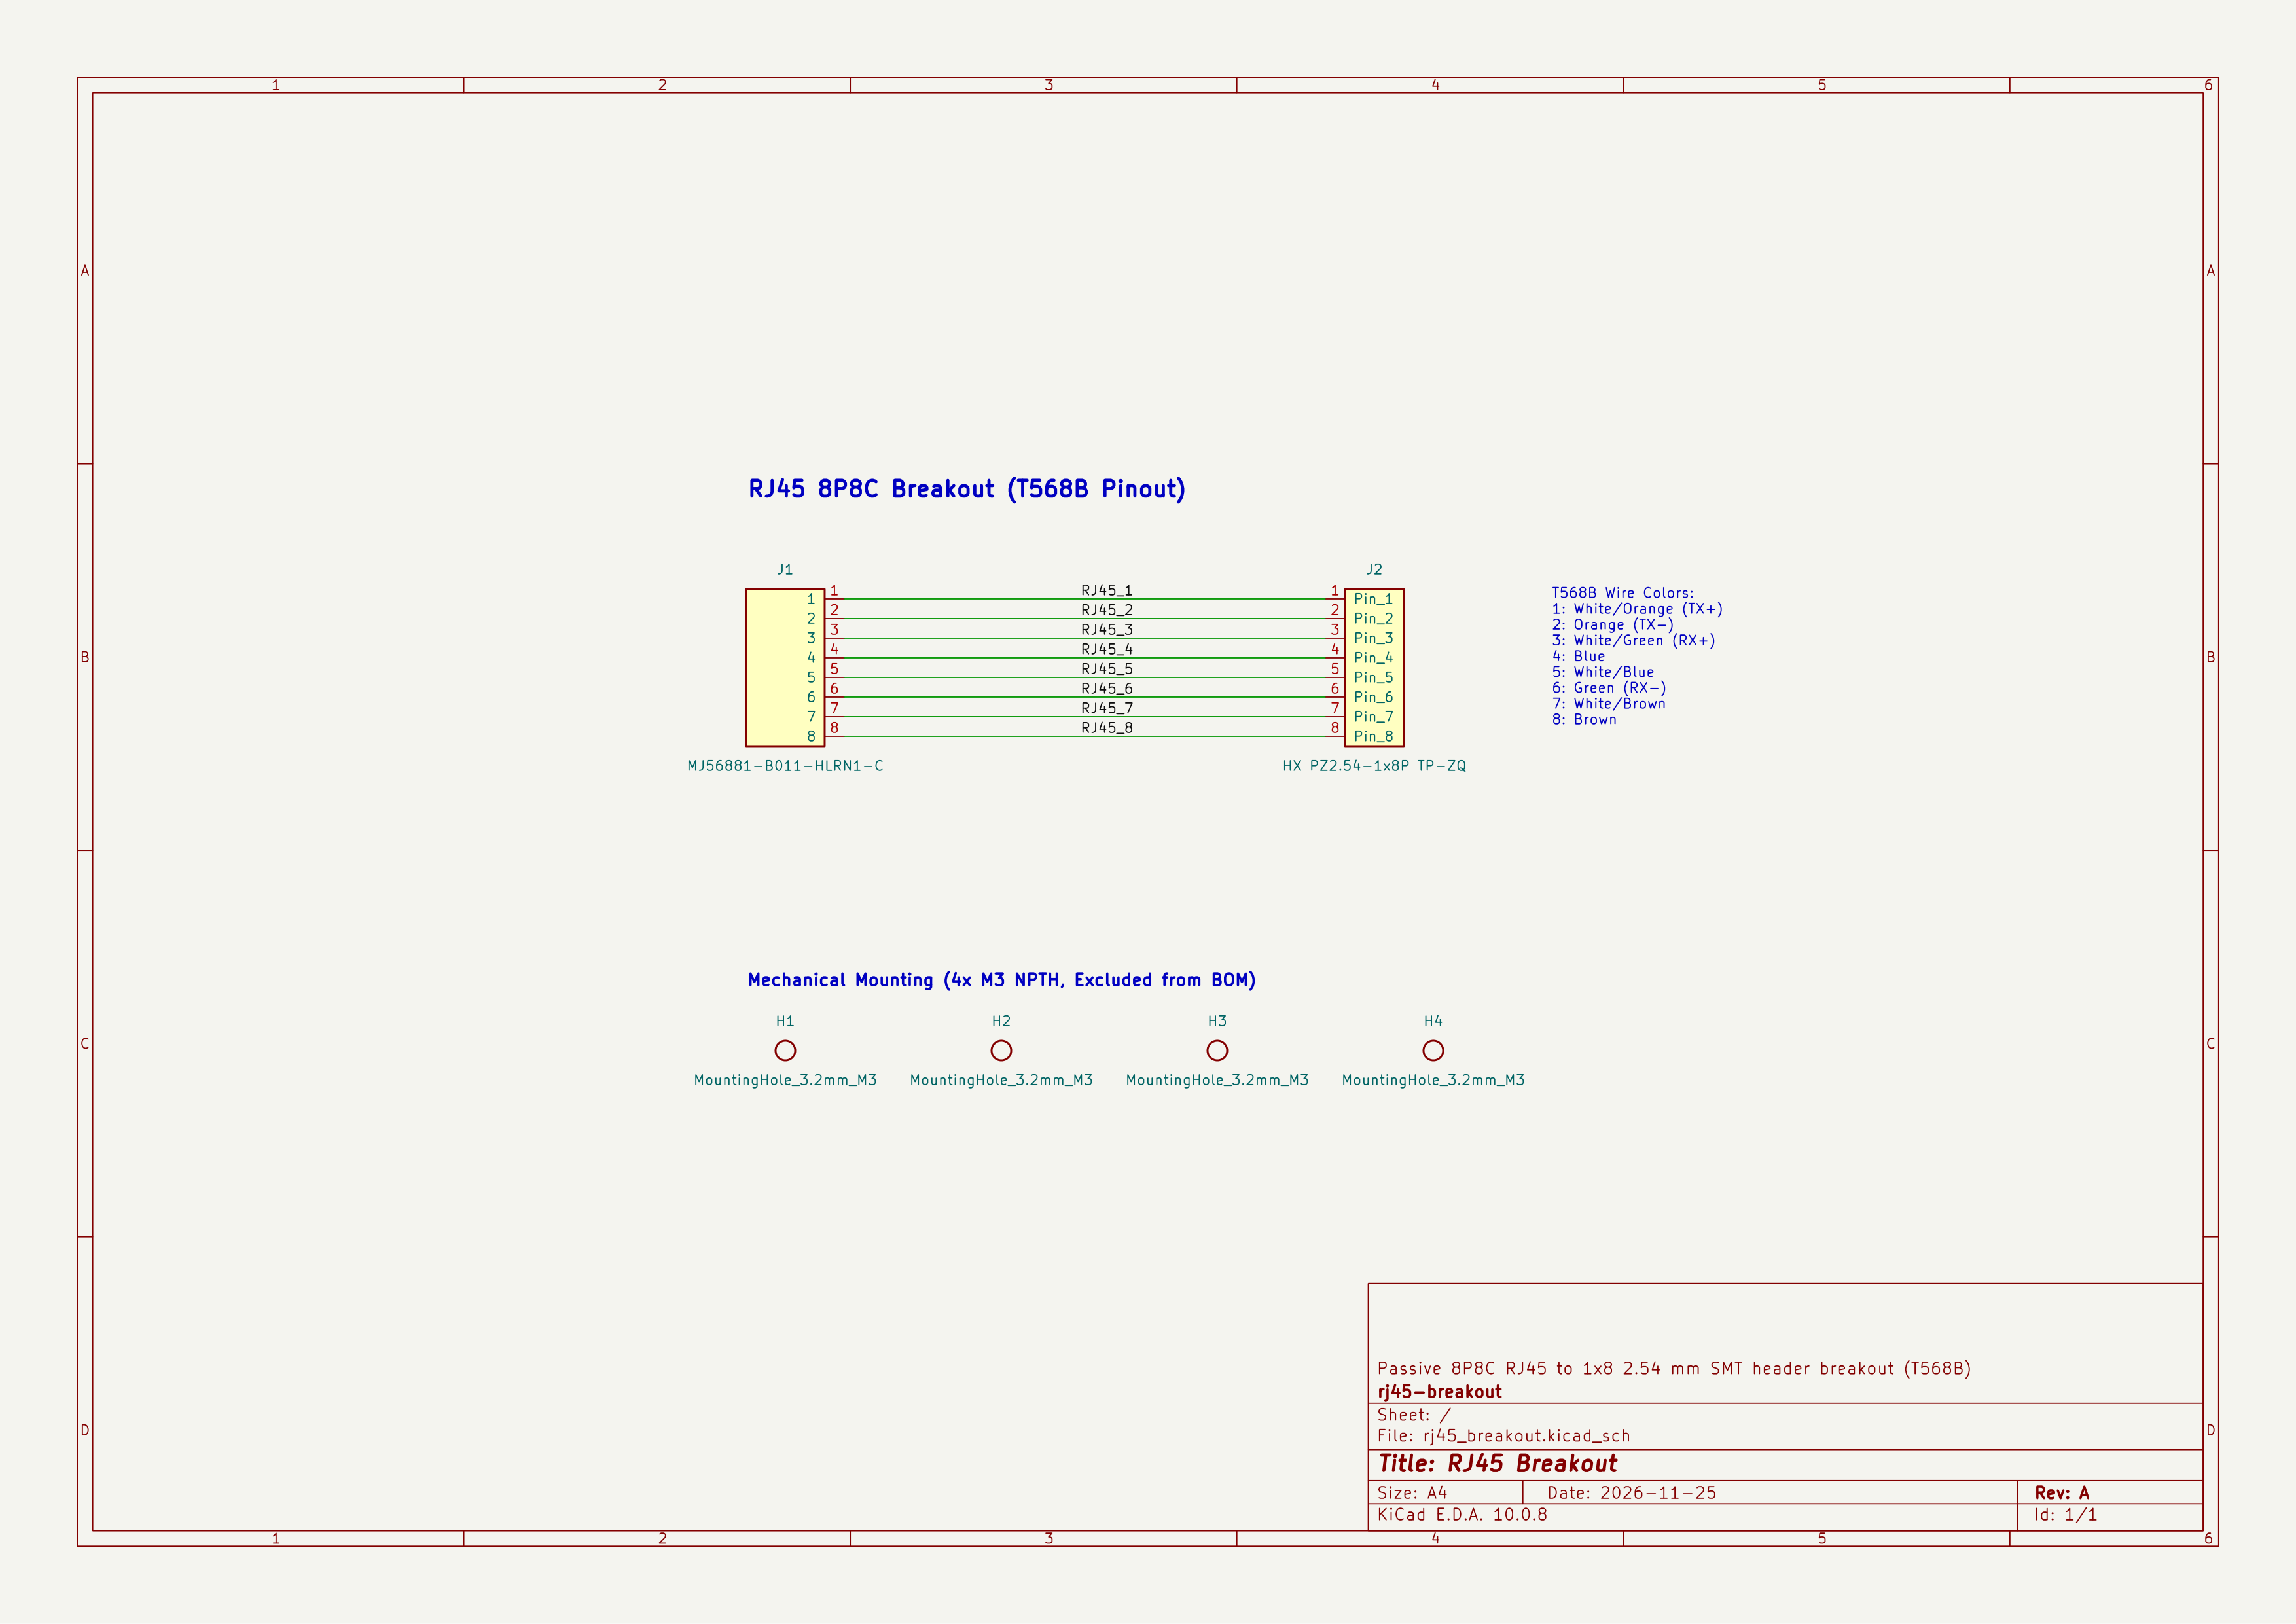 1 2 3 4 5 6
A A
B B
C C
D D
RJ45 8P8C Breakout (T568B Pinout)
J1
1 1
2 2
3 3
4 4
5 5
6 6
7 7
8 8
MJ56881-B011-HLRN1-C
RJ45_1
RJ45_2
RJ45_3
RJ45_4
RJ45_5
RJ45_6
RJ45_7
RJ45_8
J2
1 Pin_1
2 Pin_2
3 Pin_3
4 Pin_4
5 Pin_5
6 Pin_6
7 Pin_7
8 Pin_8
HX PZ2.54-1x8P TP-ZQ
T568B Wire Colors:
1: White/Orange (TX+)
2: Orange (TX-)
3: White/Green (RX+)
4: Blue
5: White/Blue
6: Green (RX-)
7: White/Brown
8: Brown
Mechanical Mounting (4x M3 NPTH, Excluded from BOM)
H1 H2 H3 H4
MountingHole_3.2mm_M3 MountingHole_3.2mm_M3 MountingHole_3.2mm_M3 MountingHole_3.2mm_M3
Passive 8P8C RJ45 to 1x8 2.54 mm SMT header breakout (T568B)
rj45-breakout
Sheet: /
File: rj45_breakout.kicad_sch
Title: RJ45 Breakout
Size: A4 Date: 2026-11-25 Rev: A
KiCad E.D.A. 10.0.8 Id: 1/1
1 2 3 4 5 6